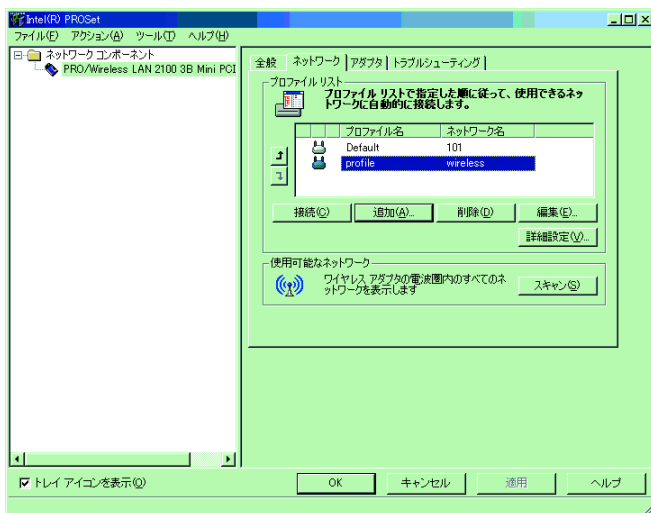 Intel(R) PROSet
ファイル(F) アクション(A) ツール(T) ヘルプ(H)
ネットワーク コンポーネント
PRO/Wireless LAN 2100 3B Mini PCI
全般 ネットワーク アダプタ トラブルシューティング
プロファイル リスト
プロファイル リストで指定した順に従って、使用できるネッ
トワークに自動的に接続します。
プロファイル名 ネットワーク名
Default 101
profile wireless
接続(C) 追加(A)... 削除(D) 編集(E)...
詳細設定(V)...
使用可能なネットワーク
ワイヤレス アダプタの電波圏内のすべてのネ
ットワークを表示します
スキャン(S)
トレイ アイコンを表示(O)
OK キャンセル 適用 ヘルプ